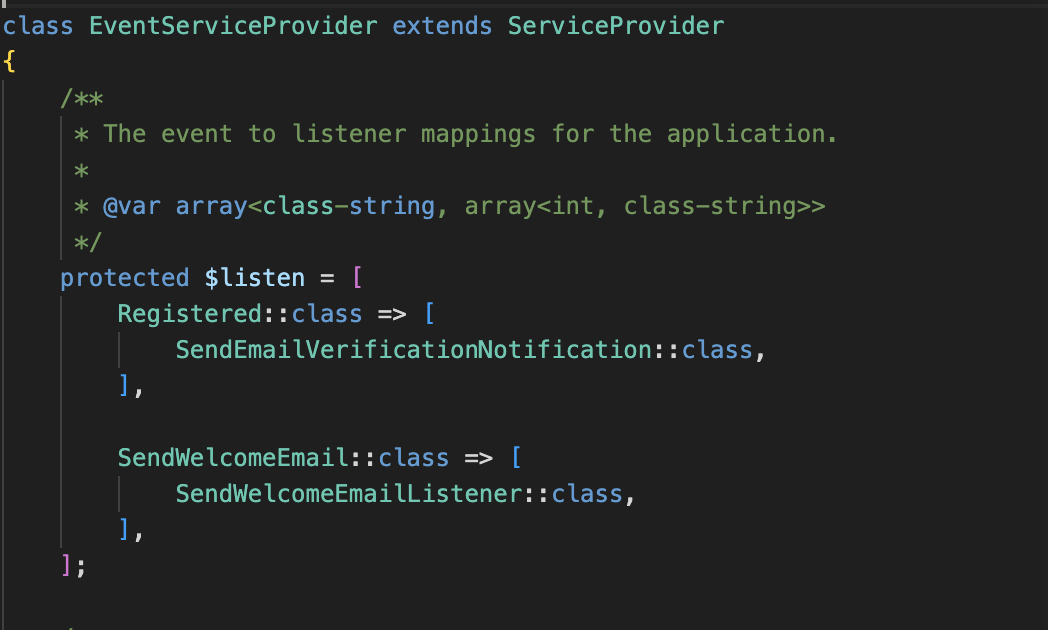 class EventServiceProvider extends ServiceProvider
{
    /**
     * The event to listener mappings for the application.
     *
     * @var array<class-string, array<int, class-string>>
     */
    protected $listen = [
        Registered::class => [
            SendEmailVerificationNotification::class,
        ],

        SendWelcomeEmail::class => [
            SendWelcomeEmailListener::class,
        ],
    ];